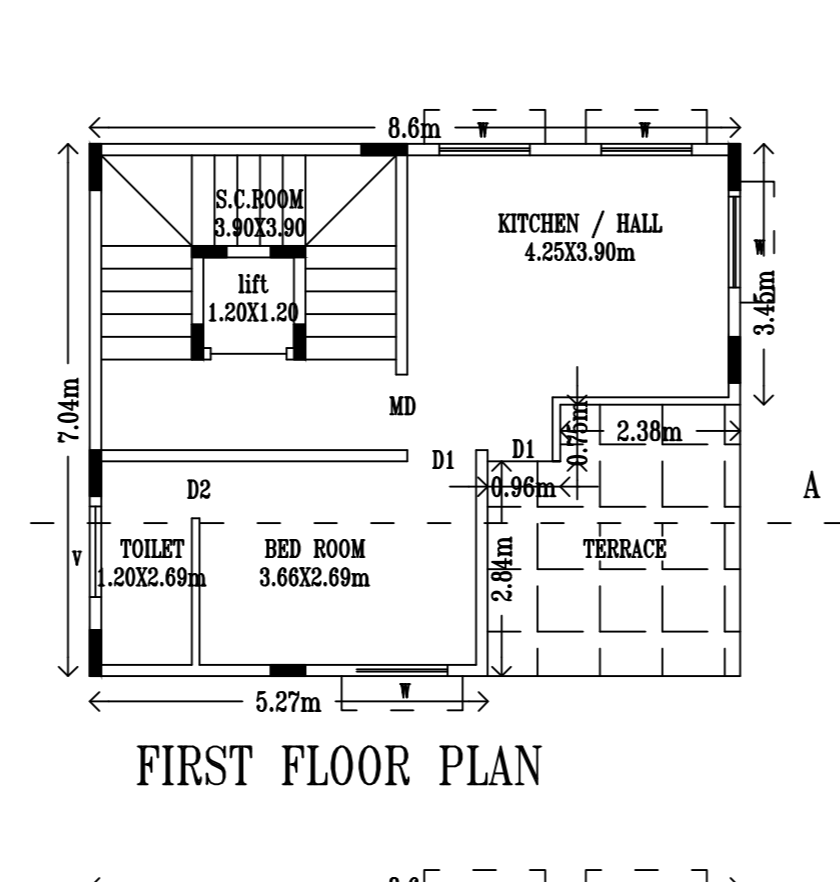 8.6m
W
W
S.C.ROOM
3.90X3.90
KITCHEN / HALL
4.25X3.90m
W
lift
1.20X1.20
3.45m
7.04m
MD
0.75m
2.38m
D1
D1
D2
0.96m
A
V
TOILET
1.20X2.69m
BED ROOM
3.66X2.69m
2.84m
TERRACE
W
5.27m
FIRST FLOOR PLAN